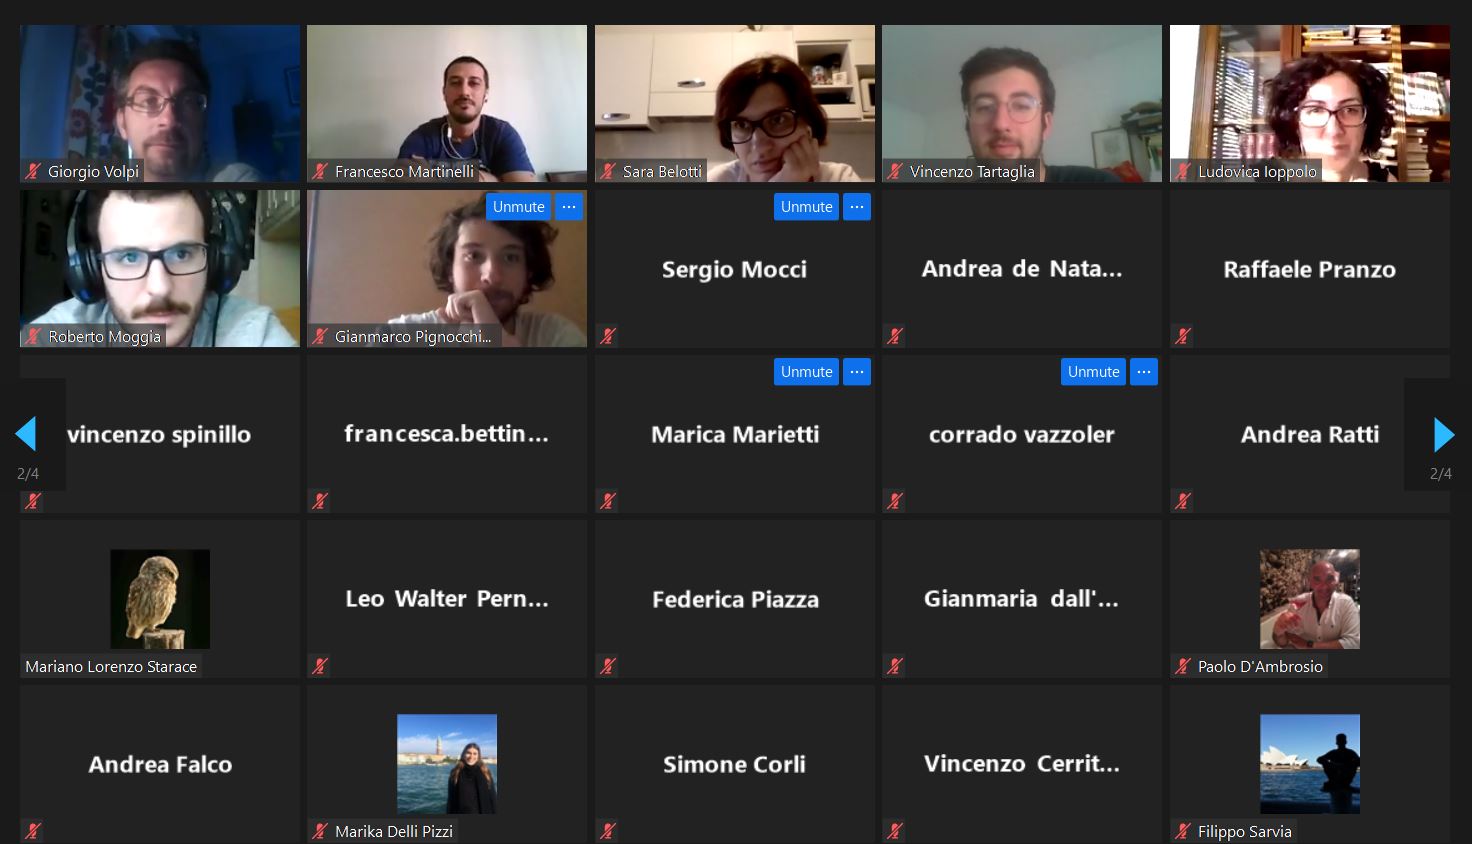 Giorgio Volpi
Francesco Martinelli
Sara Belotti
Vincenzo Tartaglia
Ludovica Ioppolo
Roberto Moggia
Unmute ...
Gianmarco Pignocchi...
Unmute ...
Sergio Mocci
Andrea de Nata...
Raffaele Pranzo
vincenzo spinillo
francesca.bettin...
Unmute ...
Marica Marietti
Unmute ...
corrado vazzoler
Andrea Ratti
2/4
2/4
Mariano Lorenzo Starace
Leo Walter Pern...
Federica Piazza
Gianmaria dall'...
Paolo D'Ambrosio
Andrea Falco
Marika Delli Pizzi
Simone Corli
Vincenzo Cerrit...
Filippo Sarvia